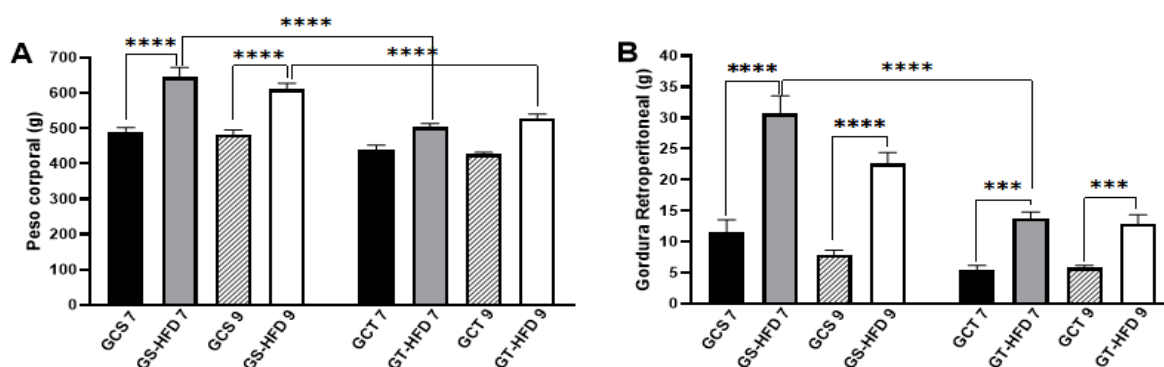 A
Peso corporal (g)
700
600
500
400
300
200
100
0
****
****
****
****
GCS 7
GS-HFD 7
GCS 9
GS-HFD 9
GCT 7
GT-HFD 7
GCT 9
GT-HFD 9
B
Gordura Retroperitoneal (g)
40
35
30
25
20
15
10
5
0
****
****
****
***
***
GCS 7
GS-HFD 7
GCS 9
GS-HFD 9
GCT 7
GT-HFD 7
GCT 9
GT-HFD 9